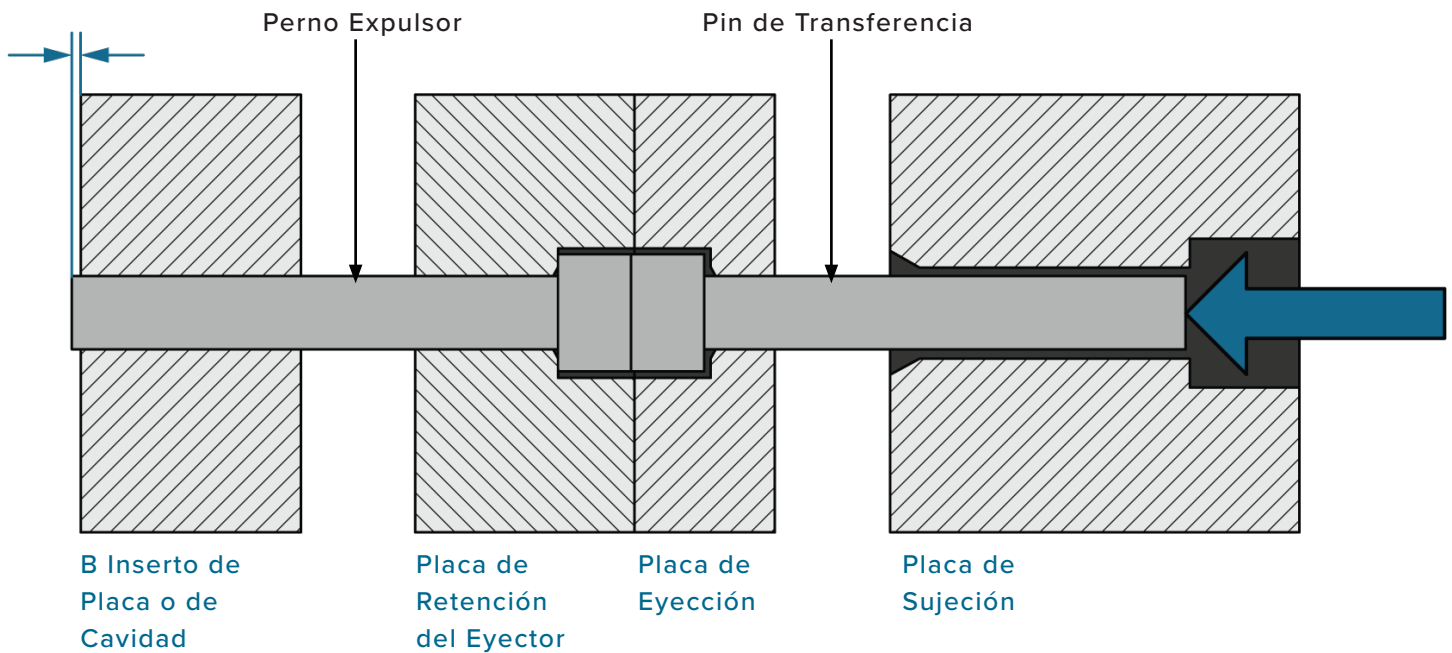 Perno Expulsor
Pin de Transferencia
B Inserto de
Placa o de
Cavidad
Placa de
Retención
del Eyector
Placa de
Eyección
Placa de
Sujeción